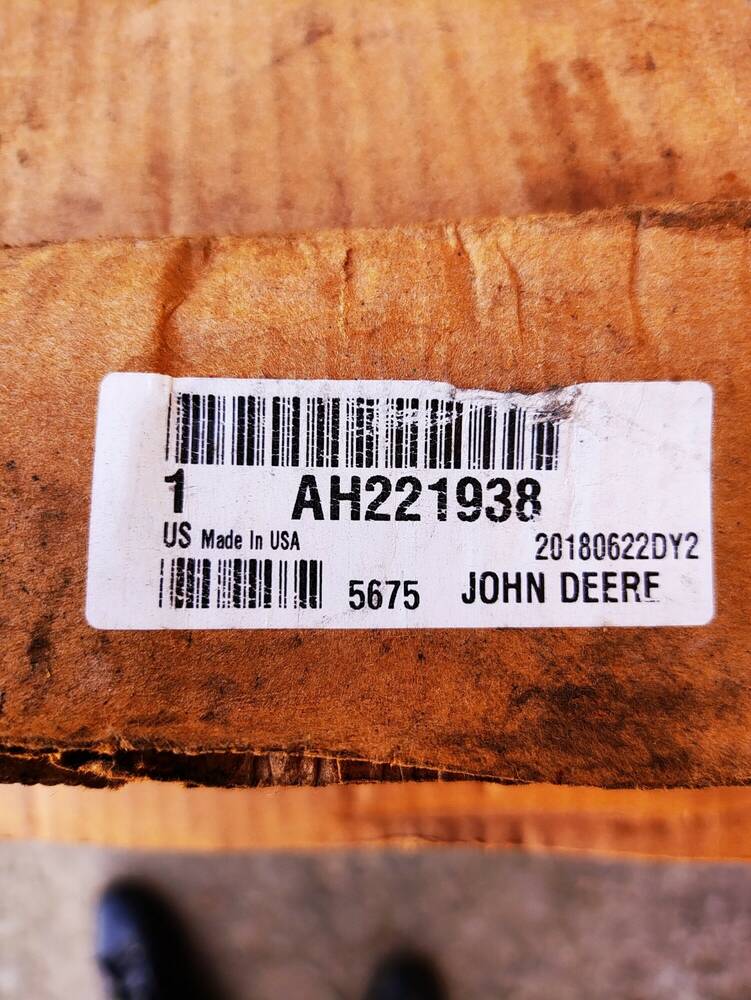 1 AH221938
US Made In USA 20180622DY2
5675 JOHN DEERE